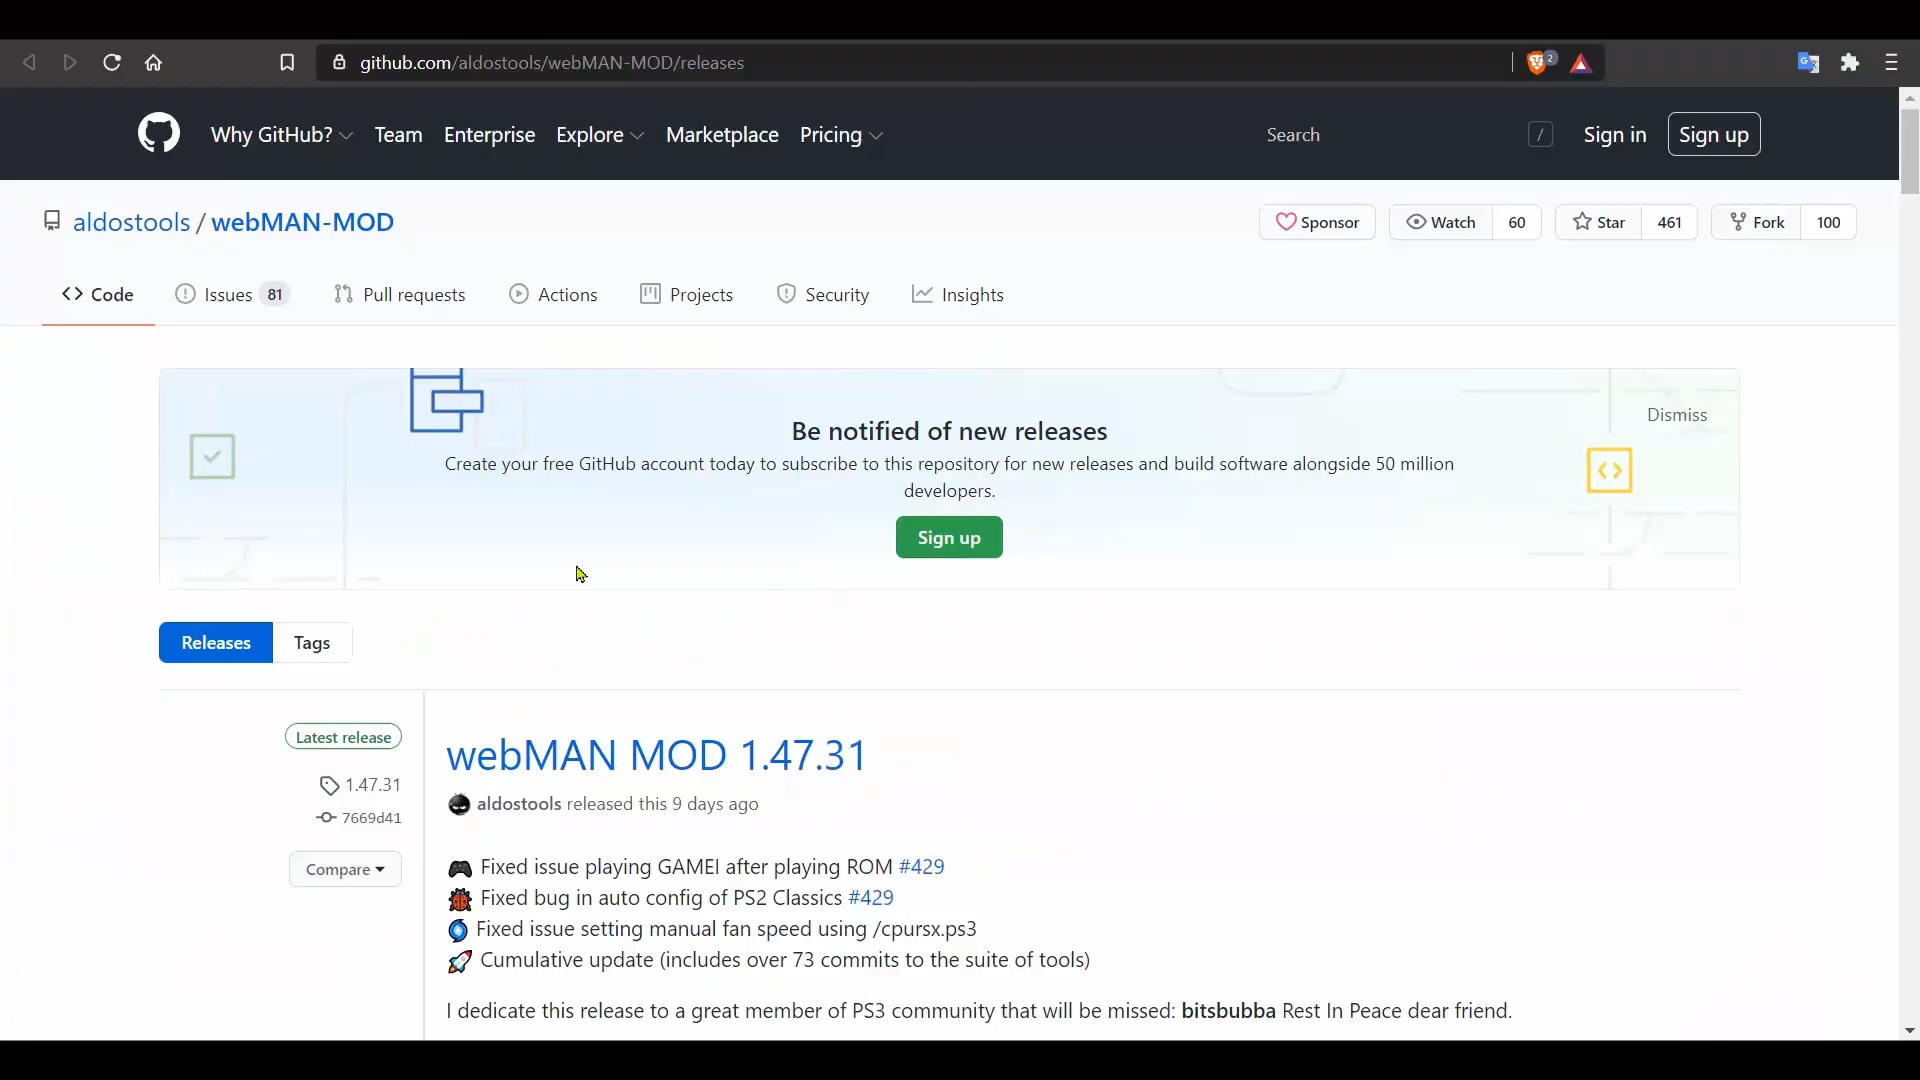 github.com/aldostools/webMAN-MOD/releases
2
Why GitHub? Team Enterprise Explore Marketplace Pricing Search / Sign in Sign up
aldostools / webMAN-MOD
Sponsor Watch 60 Star 461 Fork 100
Code Issues 81 Pull requests Actions Projects Security Insights
Be notified of new releases
Dismiss
Create your free GitHub account today to subscribe to this repository for new releases and build software alongside 50 million
developers.
Sign up
Releases Tags
Latest release
1.47.31
7669d41
Compare
webMAN MOD 1.47.31
aldostools released this 9 days ago
Fixed issue playing GAMEI after playing ROM #429
Fixed bug in auto config of PS2 Classics #429
Fixed issue setting manual fan speed using /cpursx.ps3
Cumulative update (includes over 73 commits to the suite of tools)
I dedicate this release to a great member of PS3 community that will be missed: bitsbubba Rest In Peace dear friend.